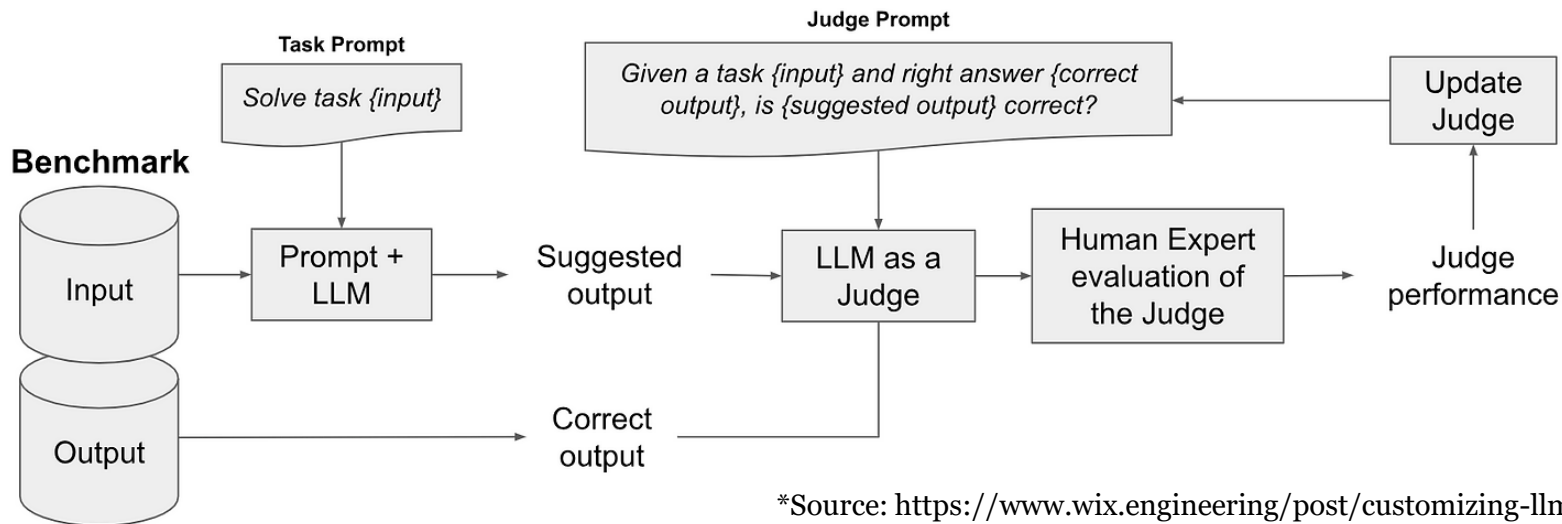 Judge Prompt
Task Prompt
Given a task {input} and right answer {correct
output}, is {suggested output} correct?
Update
Judge
Solve task {input}
Benchmark
Input
Prompt +
LLM
Suggested
output
LLM as a
Judge
Human Expert
evaluation of
the Judge
Judge
performance
Output
Correct
output
*Source: https://www.wix.engineering/post/customizing-lln